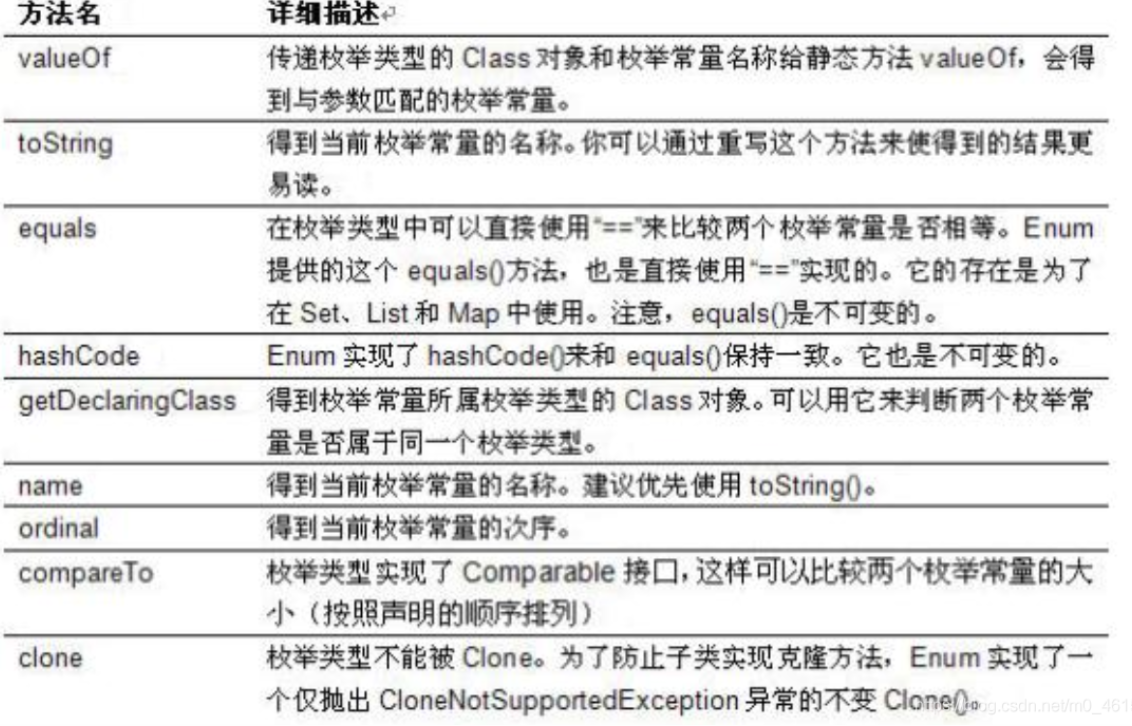 方法名 详细描述
valueOf 传递枚举类型的 Class 对象和枚举常量名称给静态方法 valueOf，会得
到与参数匹配的枚举常量。
toString 得到当前枚举常量的名称。你可以通过重写这个方法来使得到的结果更
易读。
equals 在枚举类型中可以直接使用“==”来比较两个枚举常量是否相等。Enum
提供的这个 equals()方法，也是直接使用“==”实现的。它的存在是为了
在 Set、List 和 Map 中使用。注意，equals()是不可变的。
hashCode Enum 实现了 hashCode()来和 equals()保持一致。它也是不可变的。
getDeclaringClass 得到枚举常量所属枚举类型的 Class 对象。可以用它来判断两个枚举常
量是否属于同一个枚举类型。
name 得到当前枚举常量的名称。建议优先使用 toString()。
ordinal 得到当前枚举常量的次序。
compareTo 枚举类型实现了 Comparable 接口，这样可以比较两个枚举常量的大
小（按照声明的顺序排列）
clone 枚举类型不能被 Clone。为了防止子类实现克隆方法，Enum 实现了一
个仅抛出 CloneNotSupportedException 异常的不变 Clone()。